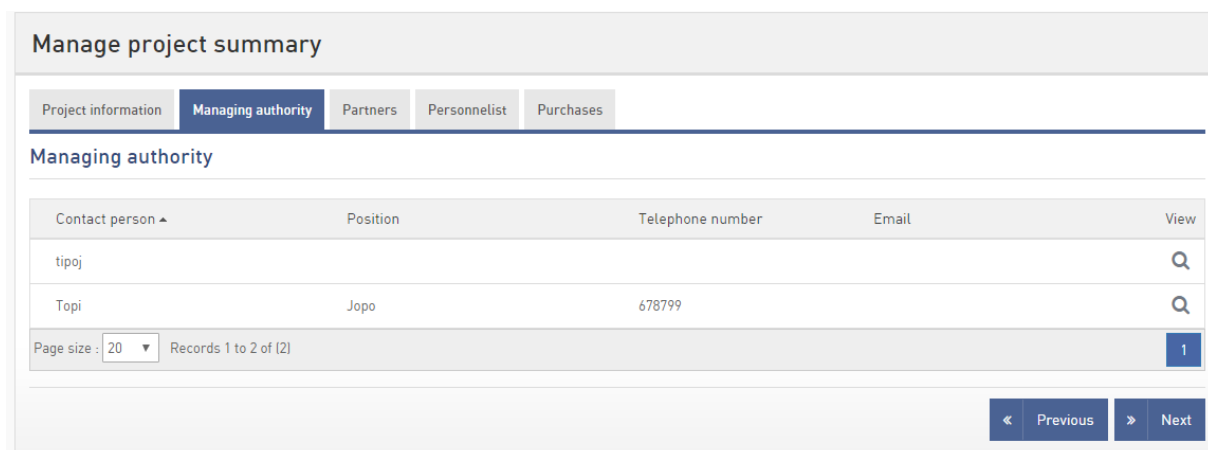 Manage project summary
Project information Managing authority Partners Personnelist Purchases
Managing authority
Contact person Position Telephone number Email View
tipoj
Topi Jopo 678799
Page size : 20 Records 1 to 2 of (2) 1
« Previous » Next